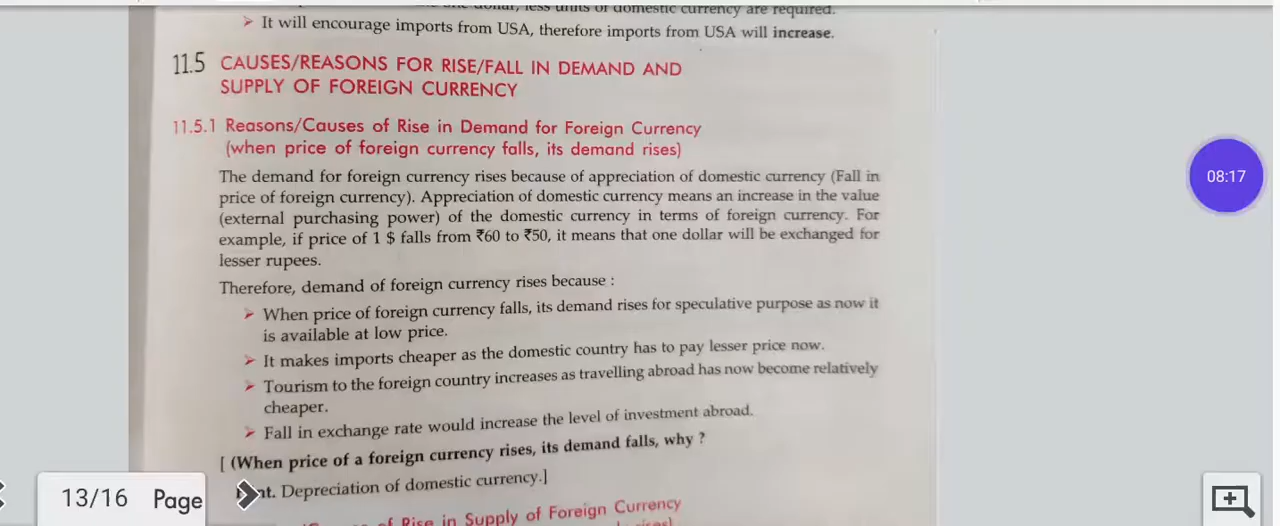 dollar, less units of domestic currency are required.
➤ It will encourage imports from USA, therefore imports from USA will increase.
11.5 CAUSES/REASONS FOR RISE/FALL IN DEMAND AND
SUPPLY OF FOREIGN CURRENCY
11.5.1 Reasons/Causes of Rise in Demand for Foreign Currency
(when price of foreign currency falls, its demand rises)
The demand for foreign currency rises because of appreciation of domestic currency (Fall in
price of foreign currency). Appreciation of domestic currency means an increase in the value
(external purchasing power) of the domestic currency in terms of foreign currency. For
example, if price of 1 $ falls from ₹60 to ₹50, it means that one dollar will be exchanged for
lesser rupees.
Therefore, demand of foreign currency rises because :
➤ When price of foreign currency falls, its demand rises for speculative purpose as now it
is available at low price.
➤ It makes imports cheaper as the domestic country has to pay lesser price now.
➤ Tourism to the foreign country increases as travelling abroad has now become relatively
cheaper.
➤ Fall in exchange rate would increase the level of investment abroad.
[ (When price of a foreign currency rises, its demand falls, why ?
Depreciation of domestic currency.]
of Rise in Supply of Foreign Currency
08:17
13/16 Page